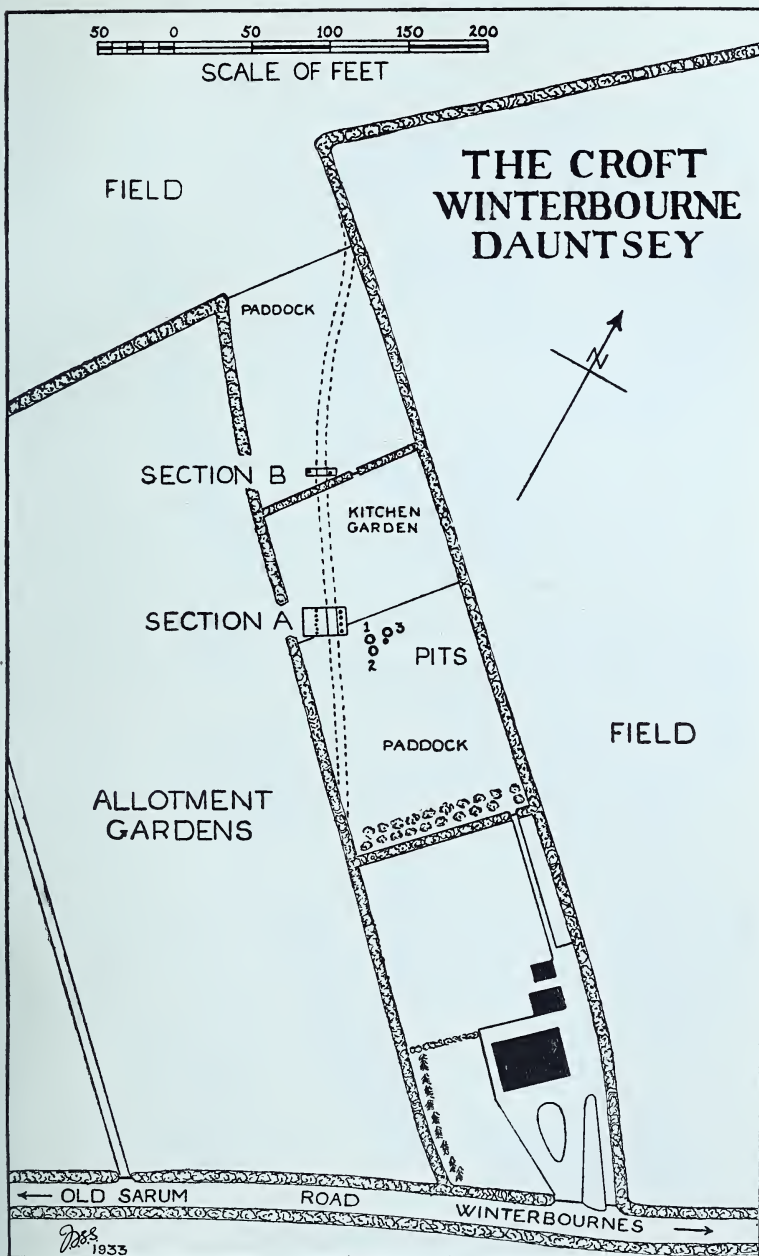 50 0 50 100 150 200
SCALE OF FEET
THE CROFT
WINTERBOURNE
DAUNTSEY
FIELD
PADDOCK
N
SECTION B
KITCHEN
GARDEN
SECTION A
1
3
2
PITS
PADDOCK
FIELD
ALLOTMENT
GARDENS
← OLD SARUM ROAD WINTERBOURNES →
1933